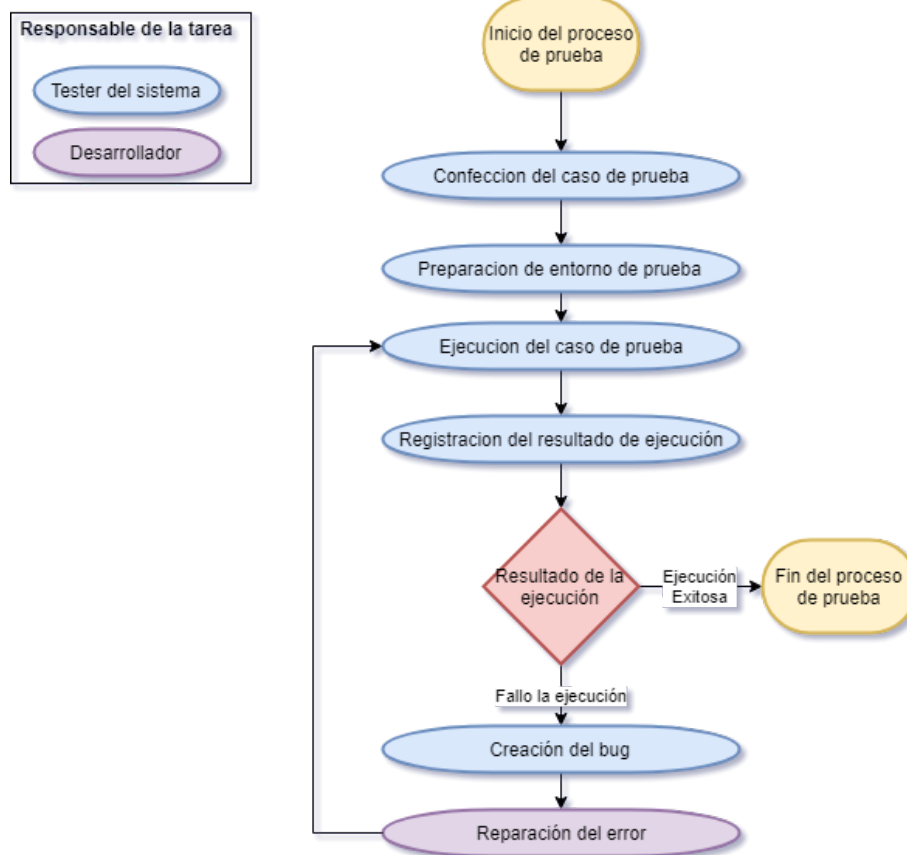 Responsable de la tarea
Tester del sistema
Desarrollador
Inicio del proceso
de prueba
Confeccion del caso de prueba
Preparacion de entorno de prueba
Ejecucion del caso de prueba
Registracion del resultado de ejecución
Resultado de la
ejecución
Ejecución
Exitosa
Fin del proceso
de prueba
Fallo la ejecución
Creación del bug
Reparación del error